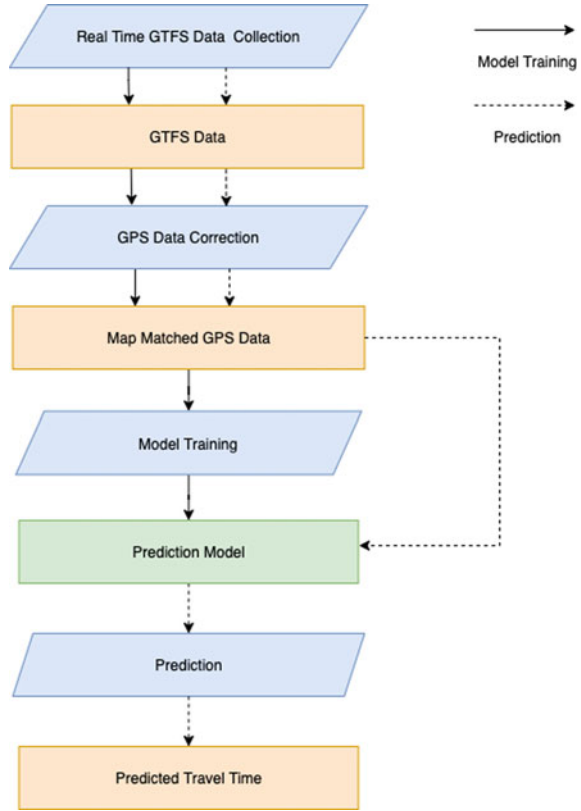 Real Time GTFS Data Collection
Model Training
GTFS Data
Prediction
GPS Data Correction
Map Matched GPS Data
Model Training
Prediction Model
Prediction
Predicted Travel Time